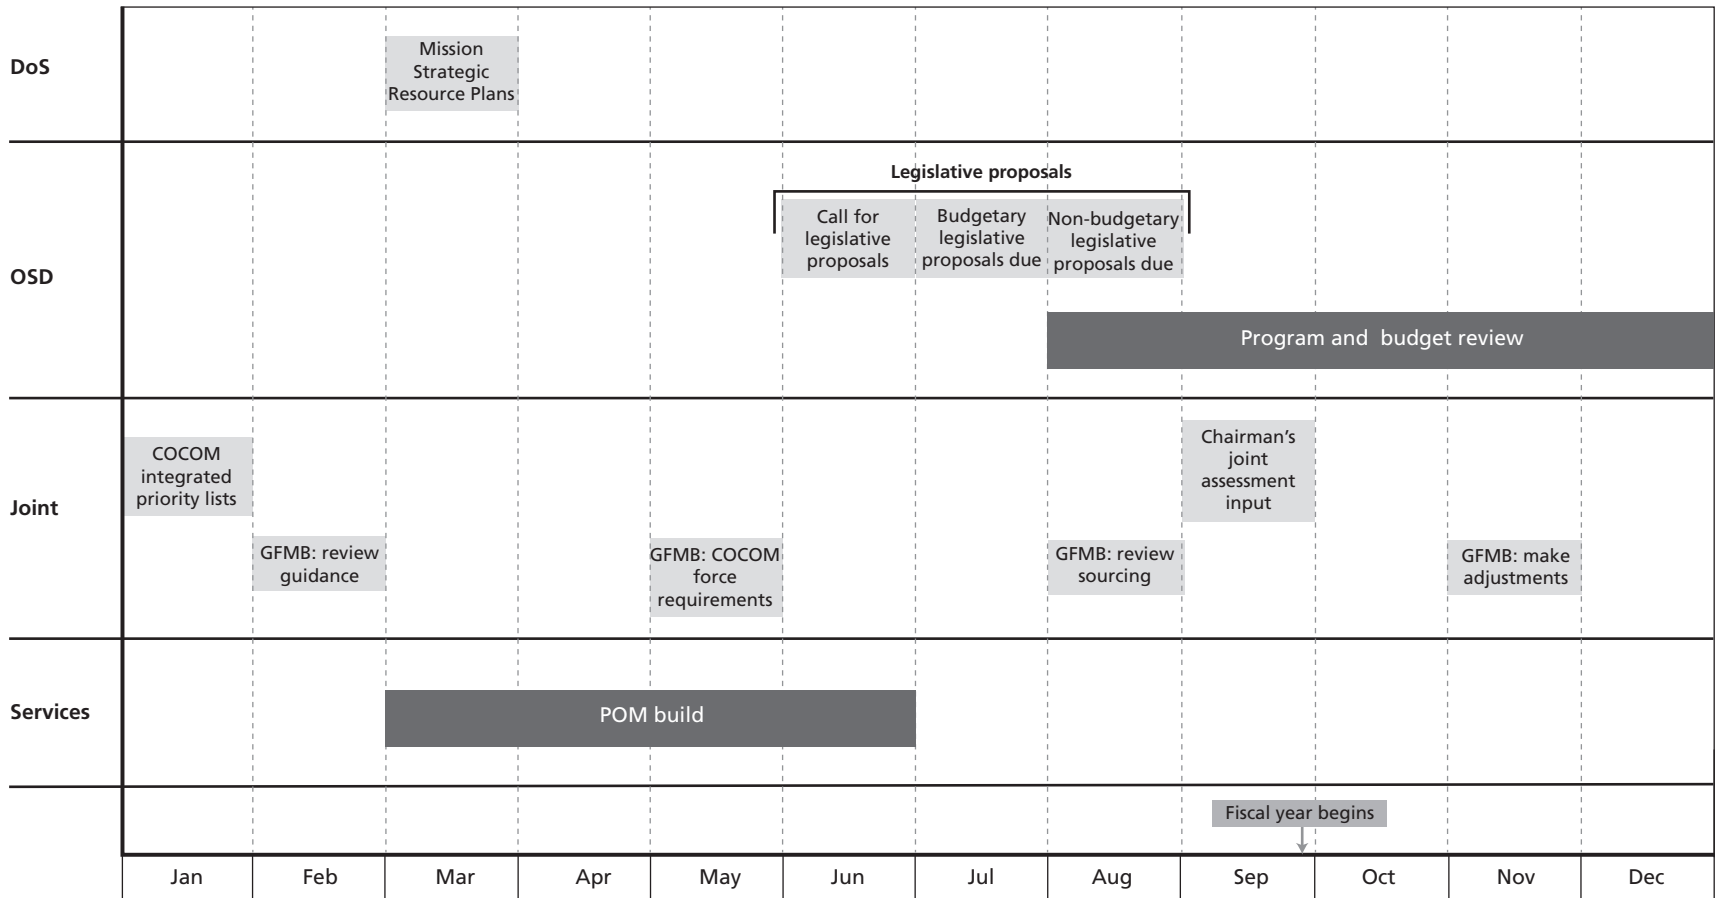 DoS
Mission
Strategic
Resource Plans
OSD
Legislative proposals
Call for
legislative
proposals
Budgetary
legislative
proposals due
Non-budgetary
legislative
proposals due
Program and budget review
Joint
COCOM
integrated
priority lists
GFMB: review
guidance
GFMB: COCOM
force
requirements
GFMB: review
sourcing
Chairman’s
joint
assessment
input
GFMB: make
adjustments
Services
POM build
Fiscal year begins
Jan Feb Mar Apr May Jun Jul Aug Sep Oct Nov Dec